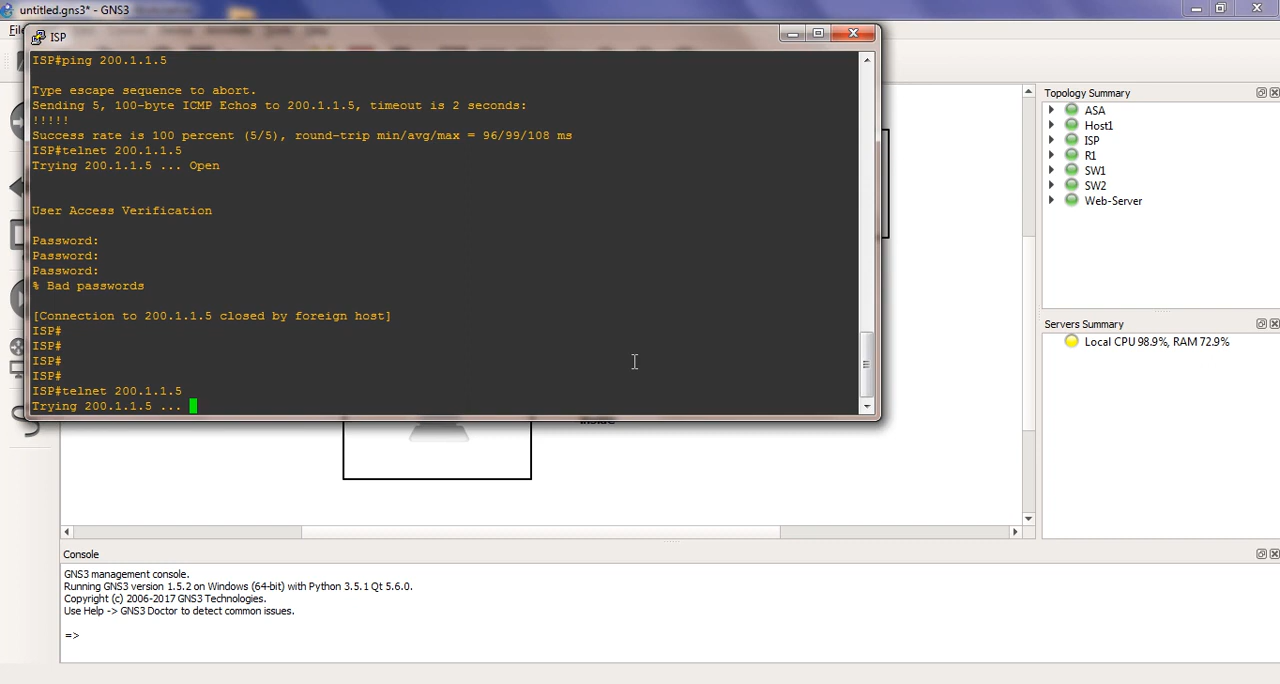 untitled.gns3* - GNS3
ISP
ISP#ping 200.1.1.5
Type escape sequence to abort.
Sending 5, 100-byte ICMP Echos to 200.1.1.5, timeout is 2 seconds:
!!!!!
Success rate is 100 percent (5/5), round-trip min/avg/max = 96/99/108 ms
ISP#telnet 200.1.1.5
Trying 200.1.1.5 ... Open
User Access Verification
Password:
Password:
Password:
% Bad passwords
[Connection to 200.1.1.5 closed by foreign host]
ISP#
ISP#
ISP#
ISP#
ISP#telnet 200.1.1.5
Trying 200.1.1.5 ...
Topology Summary
ASA
Host1
ISP
R1
SW1
SW2
Web-Server
Servers Summary
Local CPU 98.9%, RAM 72.9%
Console
GNS3 management console.
Running GNS3 version 1.5.2 on Windows (64-bit) with Python 3.5.1 Qt 5.6.0.
Copyright (c) 2006-2017 GNS3 Technologies.
Use Help -> GNS3 Doctor to detect common issues.
=>